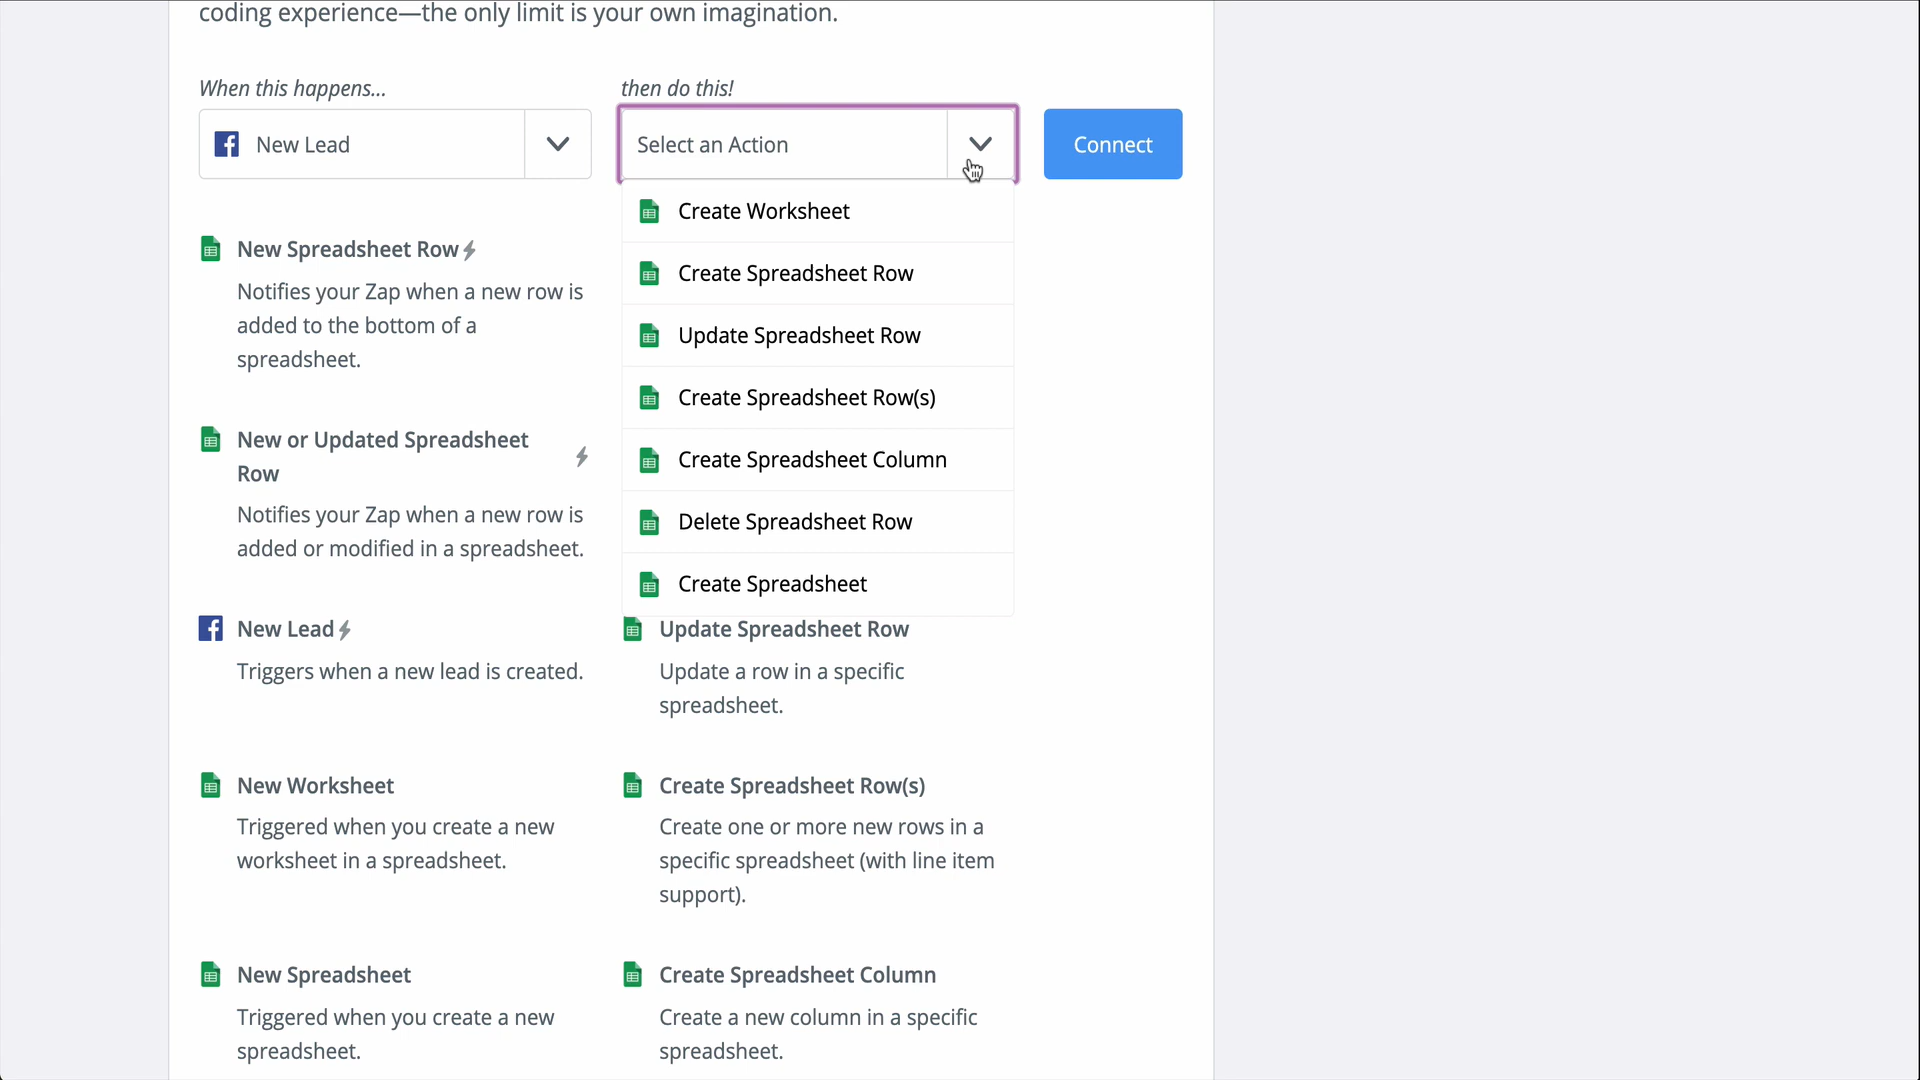 coding experience—the only limit is your own imagination.
When this happens...
then do this!
New Lead
Select an Action
Connect
Create Worksheet
Create Spreadsheet Row
Update Spreadsheet Row
Create Spreadsheet Row(s)
Create Spreadsheet Column
Delete Spreadsheet Row
Create Spreadsheet
New Spreadsheet Row
Notifies your Zap when a new row is
added to the bottom of a
spreadsheet.
New or Updated Spreadsheet
Row
Notifies your Zap when a new row is
added or modified in a spreadsheet.
New Lead
Triggers when a new lead is created.
Update Spreadsheet Row
Update a row in a specific
spreadsheet.
New Worksheet
Triggered when you create a new
worksheet in a spreadsheet.
Create Spreadsheet Row(s)
Create one or more new rows in a
specific spreadsheet (with line item
support).
New Spreadsheet
Triggered when you create a new
spreadsheet.
Create Spreadsheet Column
Create a new column in a specific
spreadsheet.